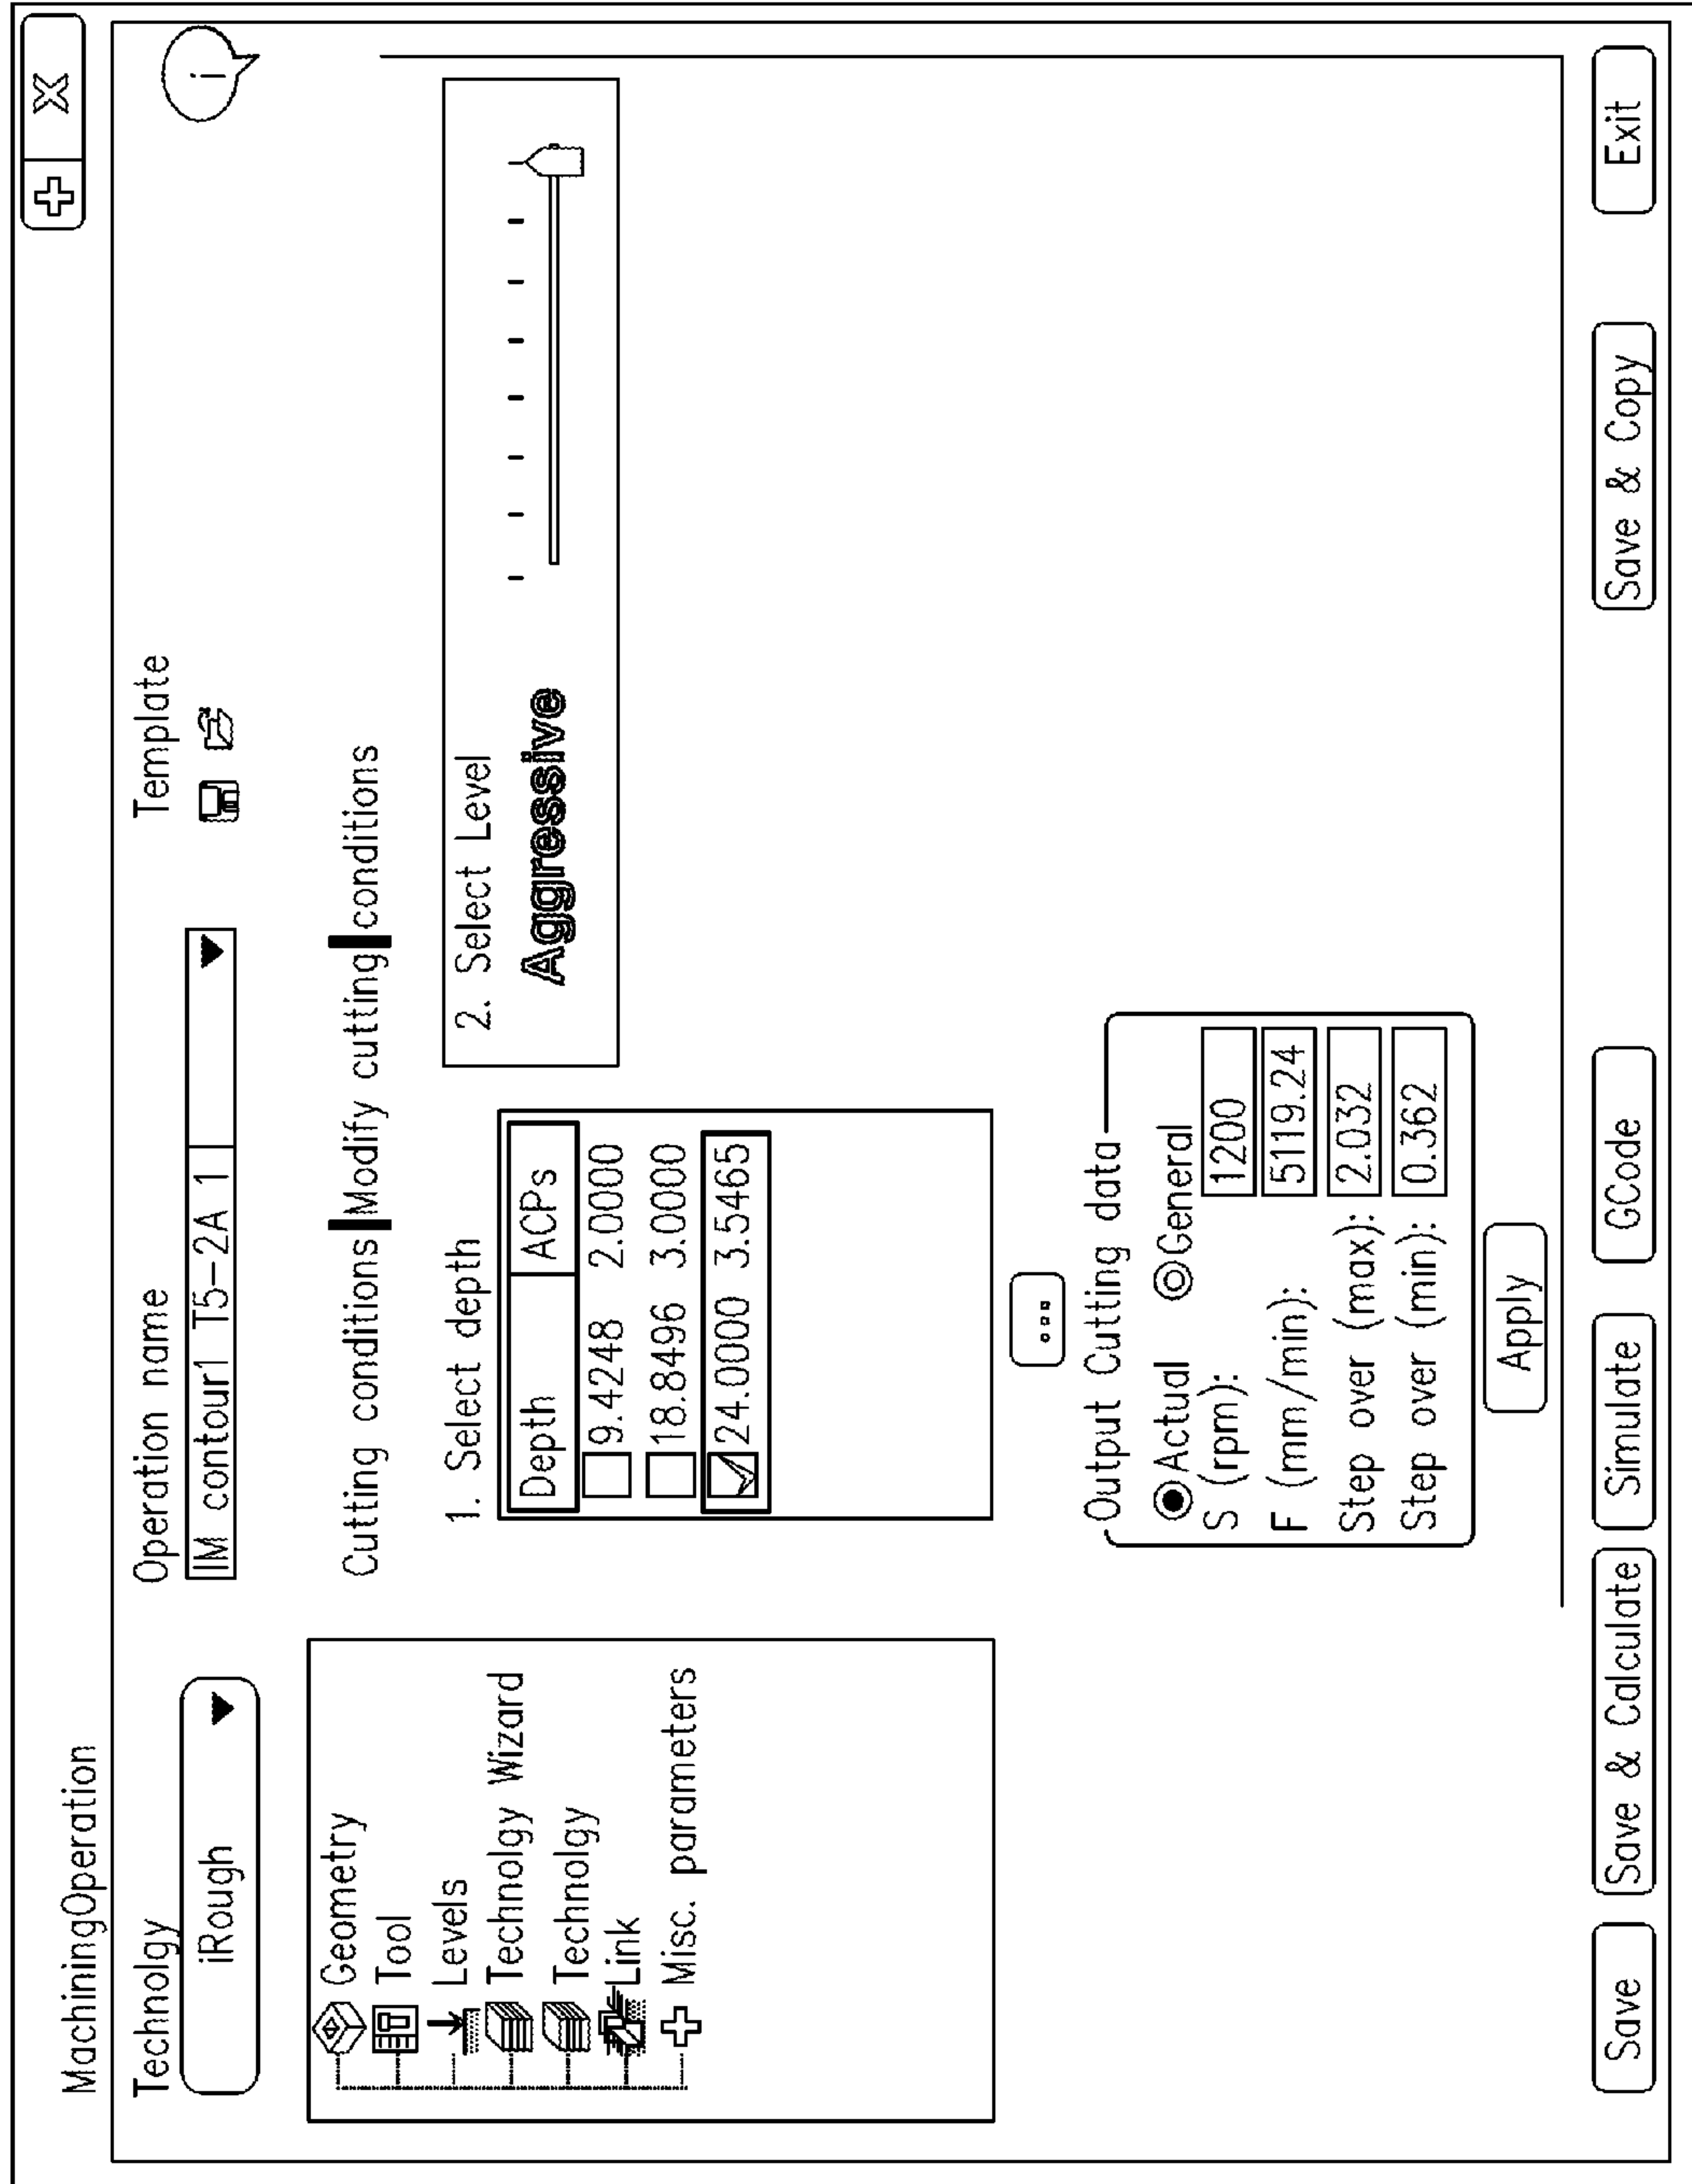 MachiningOperation
X
Technolgy
iRough
Operation name
IM contour1 T5-2A 1
Template
i
Geometry
Tool
Levels
Technolgy Wizard
Technolgy
Link
Misc. parameters
Cutting conditions Modify cutting conditions
1. Select depth
Depth ACPs
9.4248 2.0000
18.8496 3.0000
24.0000 3.5465
2. Select Level
Aggressive
...
Output Cutting data
Actual General
S (rpm): 1200
F (mm/min): 5119.24
Step over (max): 2.032
Step over (min): 0.362
Apply
Save Save & Calculate Simulate GCode Save & Copy Exit